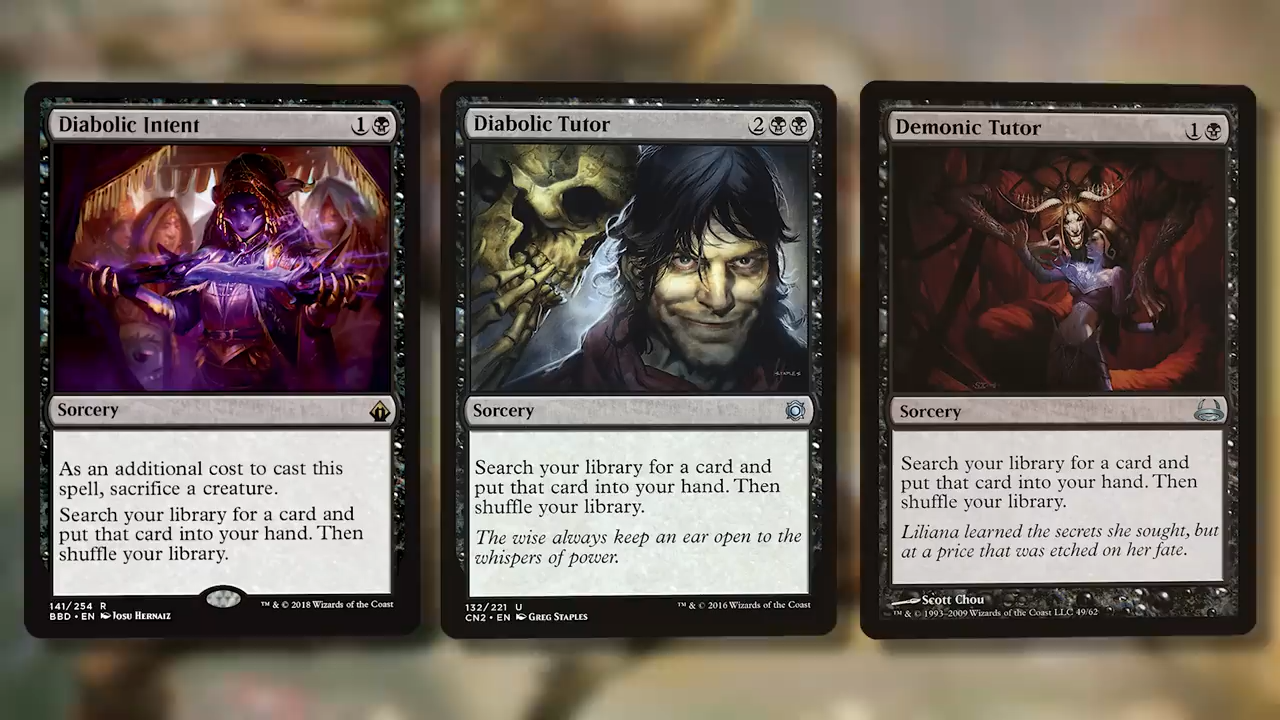 Diabolic Intent
1
As an additional cost to cast this
spell, sacrifice a creature.
Search your library for a card and
put that card into your hand. Then
shuffle your library.
Sorcery
141/254 R
BBD • EN Josu Hernaiz
™ & © 2018 Wizards of the Coast
Diabolic Tutor
2
STAPLES
Sorcery
Search your library for a card and
put that card into your hand. Then
shuffle your library.
The wise always keep an ear open to the
whispers of power.
132/221 U
CN2 • EN Greg Staples
™ & © 2016 Wizards of the Coast
Demonic Tutor
1
Sorcery
Search your library for a card and
put that card into your hand. Then
shuffle your library.
Liliana learned the secrets she sought, but
at a price that was etched on her fate.
Scott Chou
™ & © 1993–2009 Wizards of the Coast LLC 49/62